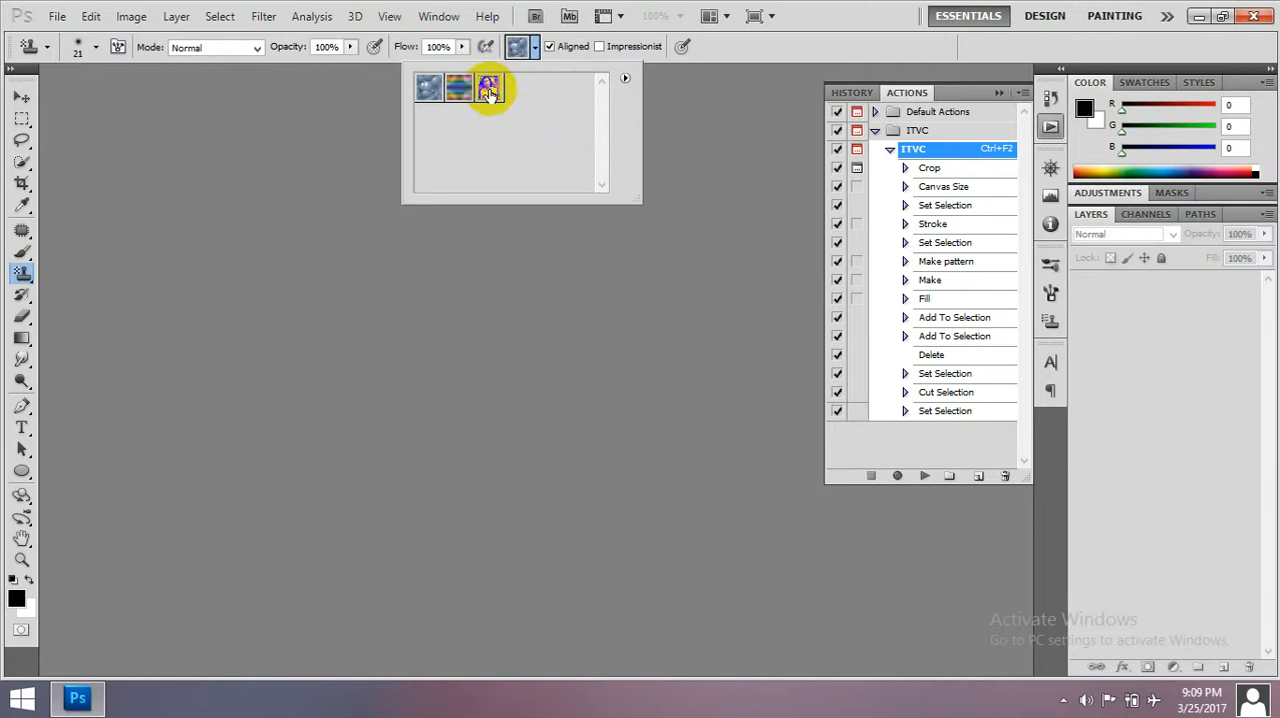 Ps File Edit Image Layer Select Filter Analysis 3D View Window Help Br Mb 100% ESSENTIALS DESIGN PAINTING
21 Mode: Normal Opacity: 100% Flow: 100% Aligned Impressionist
HISTORY ACTIONS
Default Actions
ITVC
ITVC Ctrl+F2
Crop
Canvas Size
Set Selection
Stroke
Set Selection
Make pattern
Make
Fill
Add To Selection
Add To Selection
Delete
Set Selection
Cut Selection
Set Selection
COLOR SWATCHES STYLES
R 0
G 0
B 0
ADJUSTMENTS MASKS
LAYERS CHANNELS PATHS
Normal Opacity: 100%
Lock: Fill: 100%
Activate Windows
Go to PC settings to activate Windows.
Ps
9:09 PM
3/25/2017